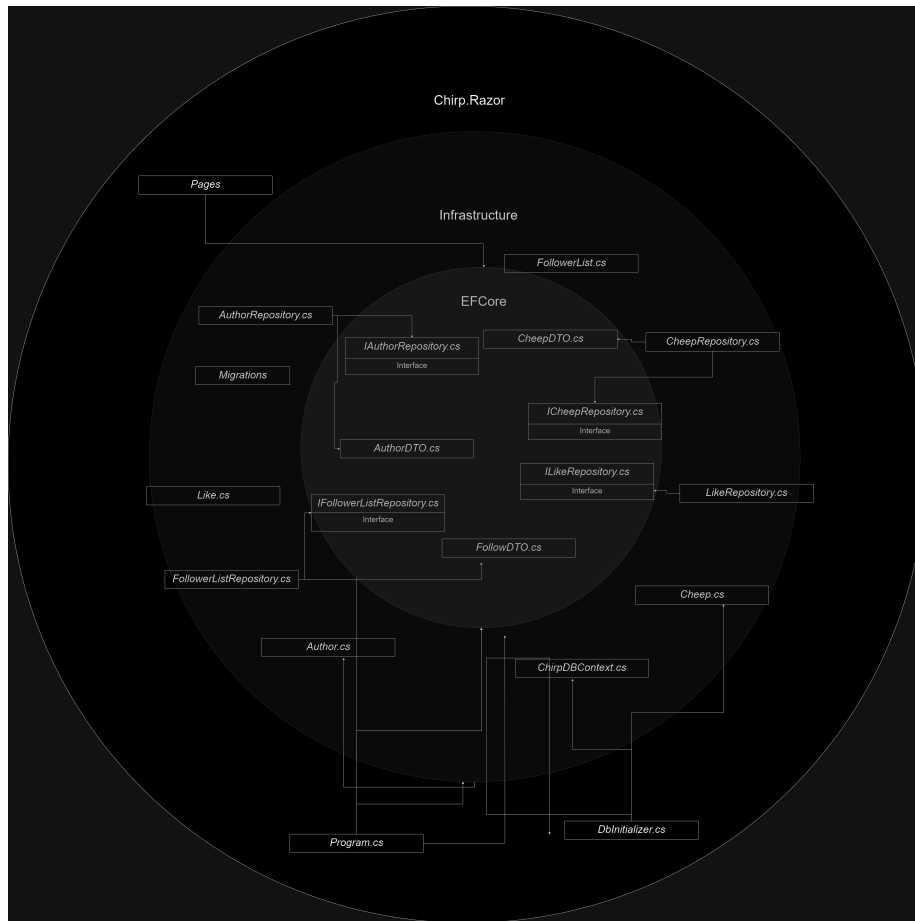 Chirp.Razor
Pages
Infrastructure
FollowerList.cs
EFCore
AuthorRepository.cs
CheepDTO.cs
CheepRepository.cs
IAuthorRepository.cs
Interface
Migrations
ICheepRepository.cs
Interface
AuthorDTO.cs
ILikeRepository.cs
Interface
Like.cs
LikeRepository.cs
IFollowerListRepository.cs
Interface
FollowDTO.cs
FollowerListRepository.cs
Cheep.cs
Author.cs
ChirpDBContext.cs
Program.cs
DbInitializer.cs